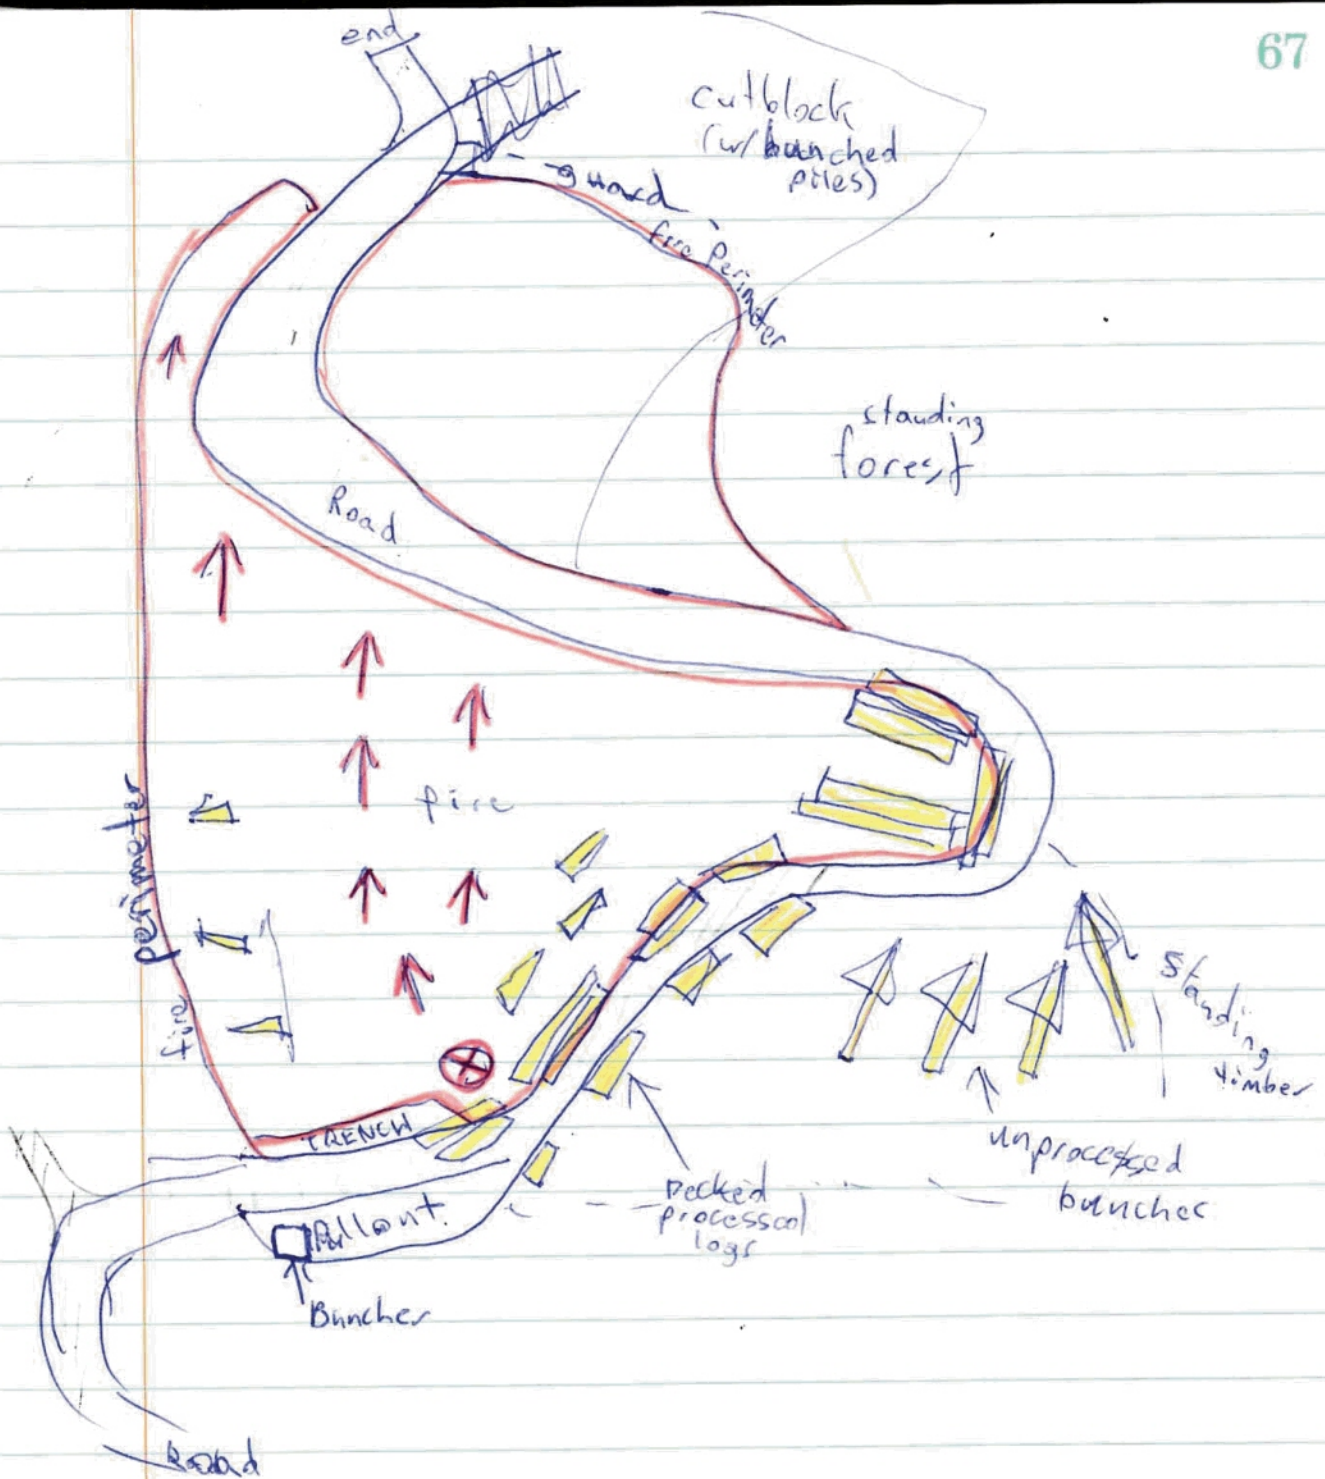 67
end
cutblock
(w/ bunched
piles)
guard
fire Perimeter
standing
forest
Road
fire
perimeter
fire
standing
timber
TRENCH
unprocessed
bunches
Decked
processed
logs
Pullout
Buncher
Road